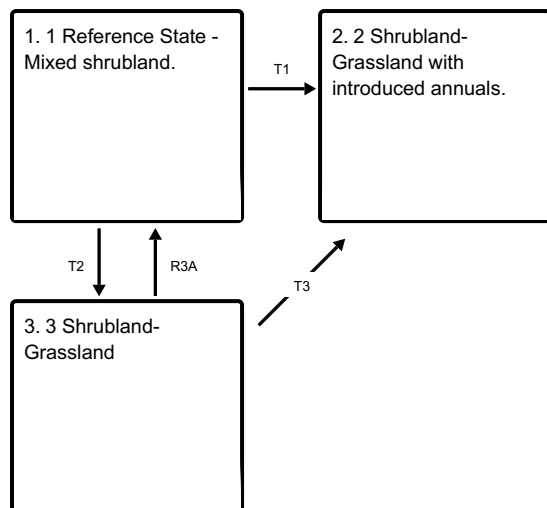 1. 1 Reference State -
Mixed shrubland.
T1
2. 2 Shrubland-
Grassland with
introduced annuals.
T2
R3A
T3
3. 3 Shrubland-
Grassland